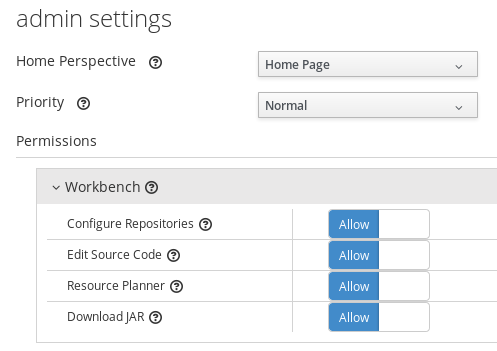 admin settings
Home Perspective Home Page
Priority Normal
Permissions
Workbench
Configure Repositories Allow
Edit Source Code Allow
Resource Planner Allow
Download JAR Allow